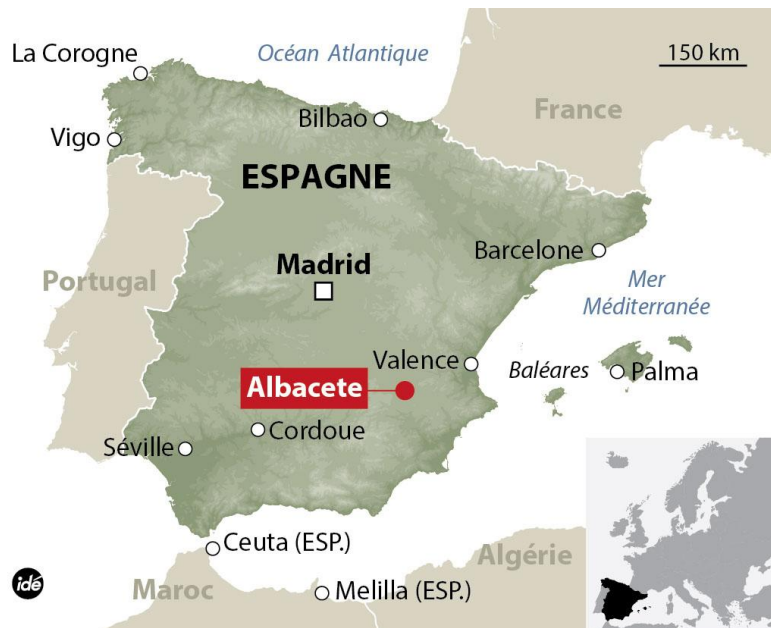 La Corogne
Océan Atlantique
150 km
France
Bilbao
Vigo
ESPAGNE
Barcelone
Madrid
Portugal
Mer
Méditerranée
Valence
Baléares
Palma
Albacete
Cordoue
Séville
Ceuta (ESP.)
Algérie
idé
Maroc
Melilla (ESP.)